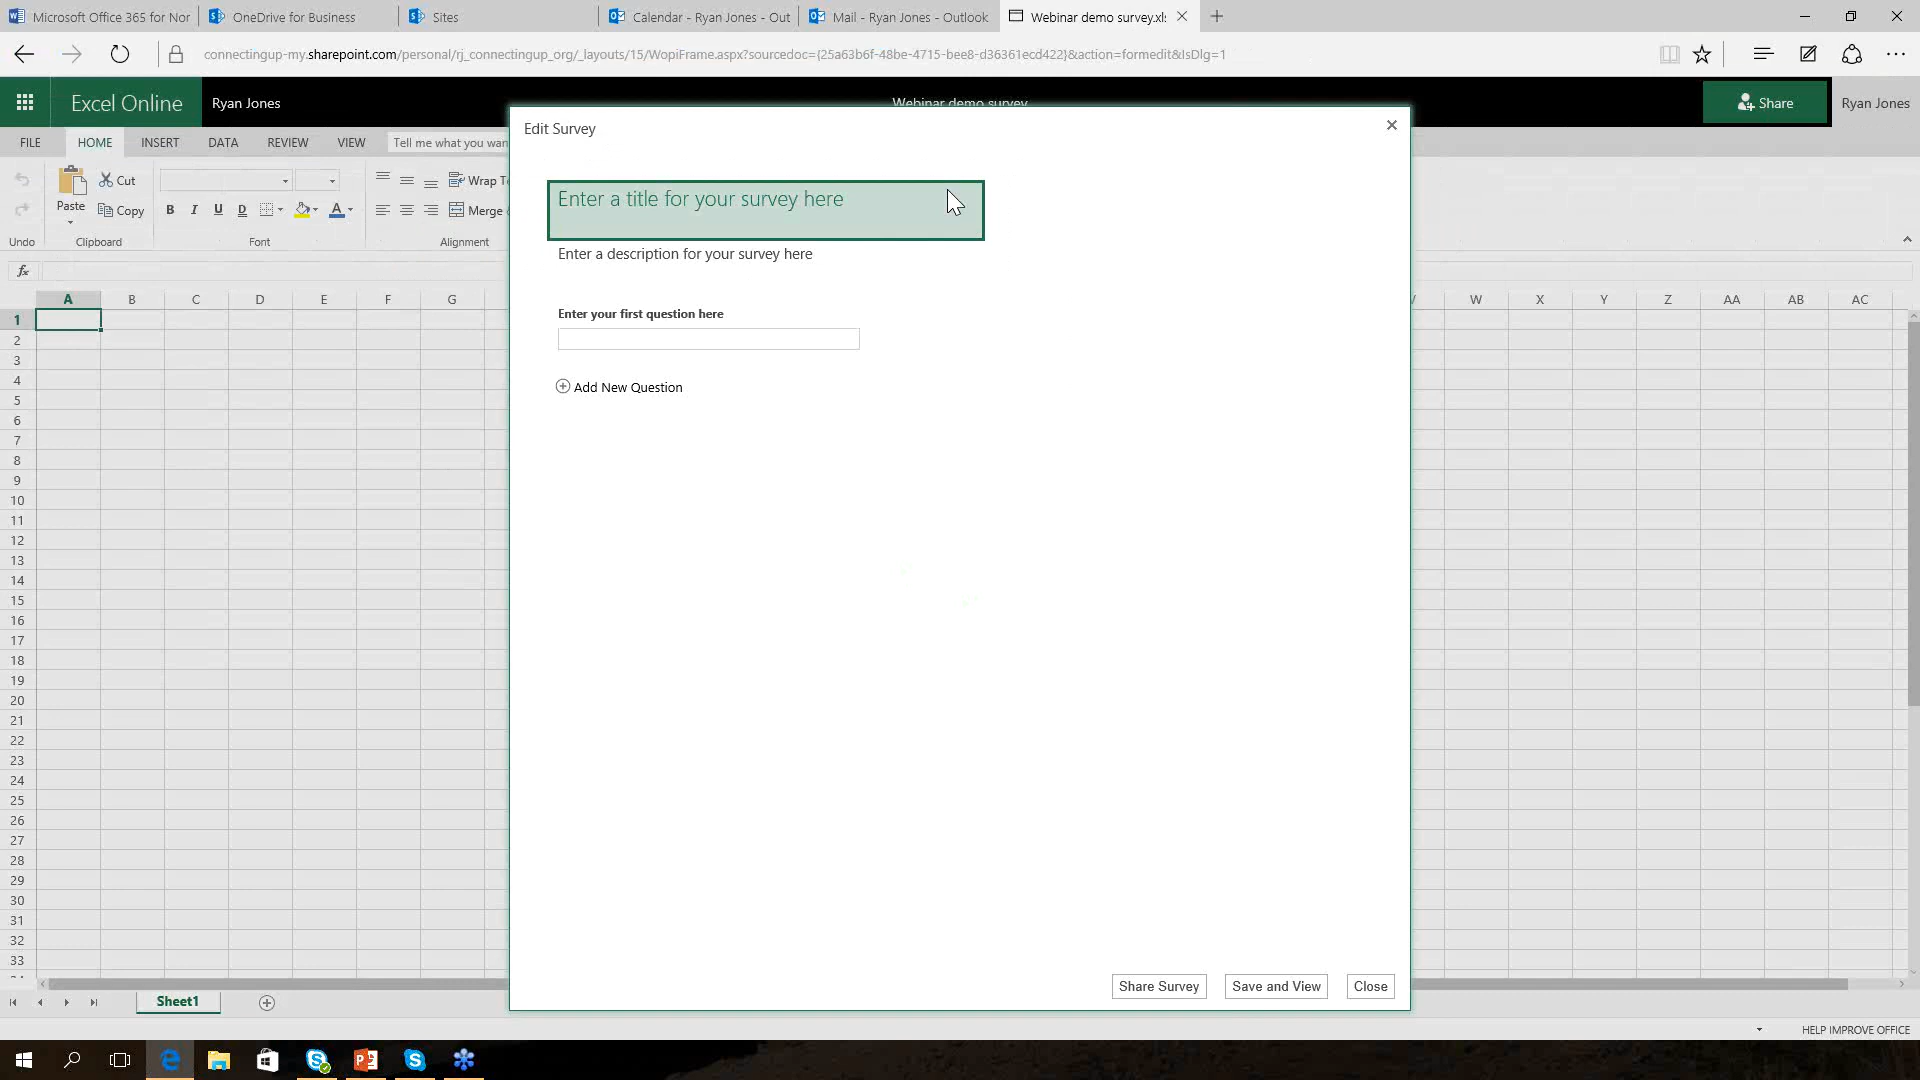 Microsoft Office 365 for Nor
OneDrive for Business
Sites
Calendar - Ryan Jones - Out
Mail - Ryan Jones - Outlook
Webinar demo survey.xls
connectingup-my.sharepoint.com/personal/rj_connectingup_org/_layouts/15/WopiFrame.aspx?sourcedoc={25a63b6f-48be-4715-bee8-d36361ecd422}&action=formedit&IsDlg=1
Excel Online
Ryan Jones
Webinar demo survey
Share
Ryan Jones
FILE
HOME
INSERT
DATA
REVIEW
VIEW
Tell me what you wan
Paste
Cut
Copy
B I U D
A
Wrap T
Merge
Undo
Clipboard
Font
Alignment
fx
A B C D E F G
W X Y Z AA AB AC
1
2
3
4
5
6
7
8
9
10
11
12
13
14
15
16
17
18
19
20
21
22
23
24
25
26
27
28
29
30
31
32
33
Edit Survey
Enter a title for your survey here
Enter a description for your survey here
Enter your first question here
Add New Question
Share Survey
Save and View
Close
Sheet1
HELP IMPROVE OFFICE